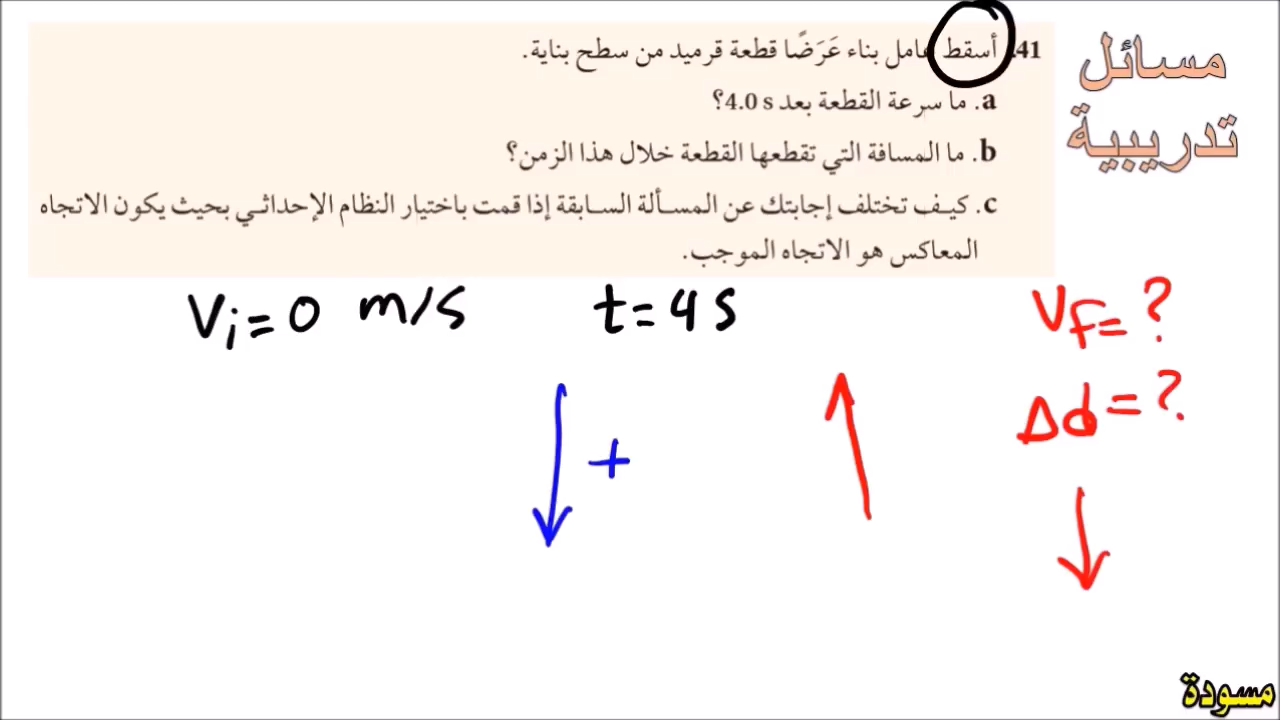 مسائل
تدريبية
.41 أسقط عامل بناء عَرَضًا قطعة قرميد من سطح بناية.
a. ما سرعة القطعة بعد 4.0 s؟
b. ما المسافة التي تقطعها القطعة خلال هذا الزمن؟
c. كيف تختلف إجابتك عن المسألة السابقة إذا قمت باختيار النظام الإحداثي بحيث يكون الاتجاه
المعاكس هو الاتجاه الموجب.
Vi = 0 m/s t = 4 s Vf = ?
Δd = ?
+
مسودة